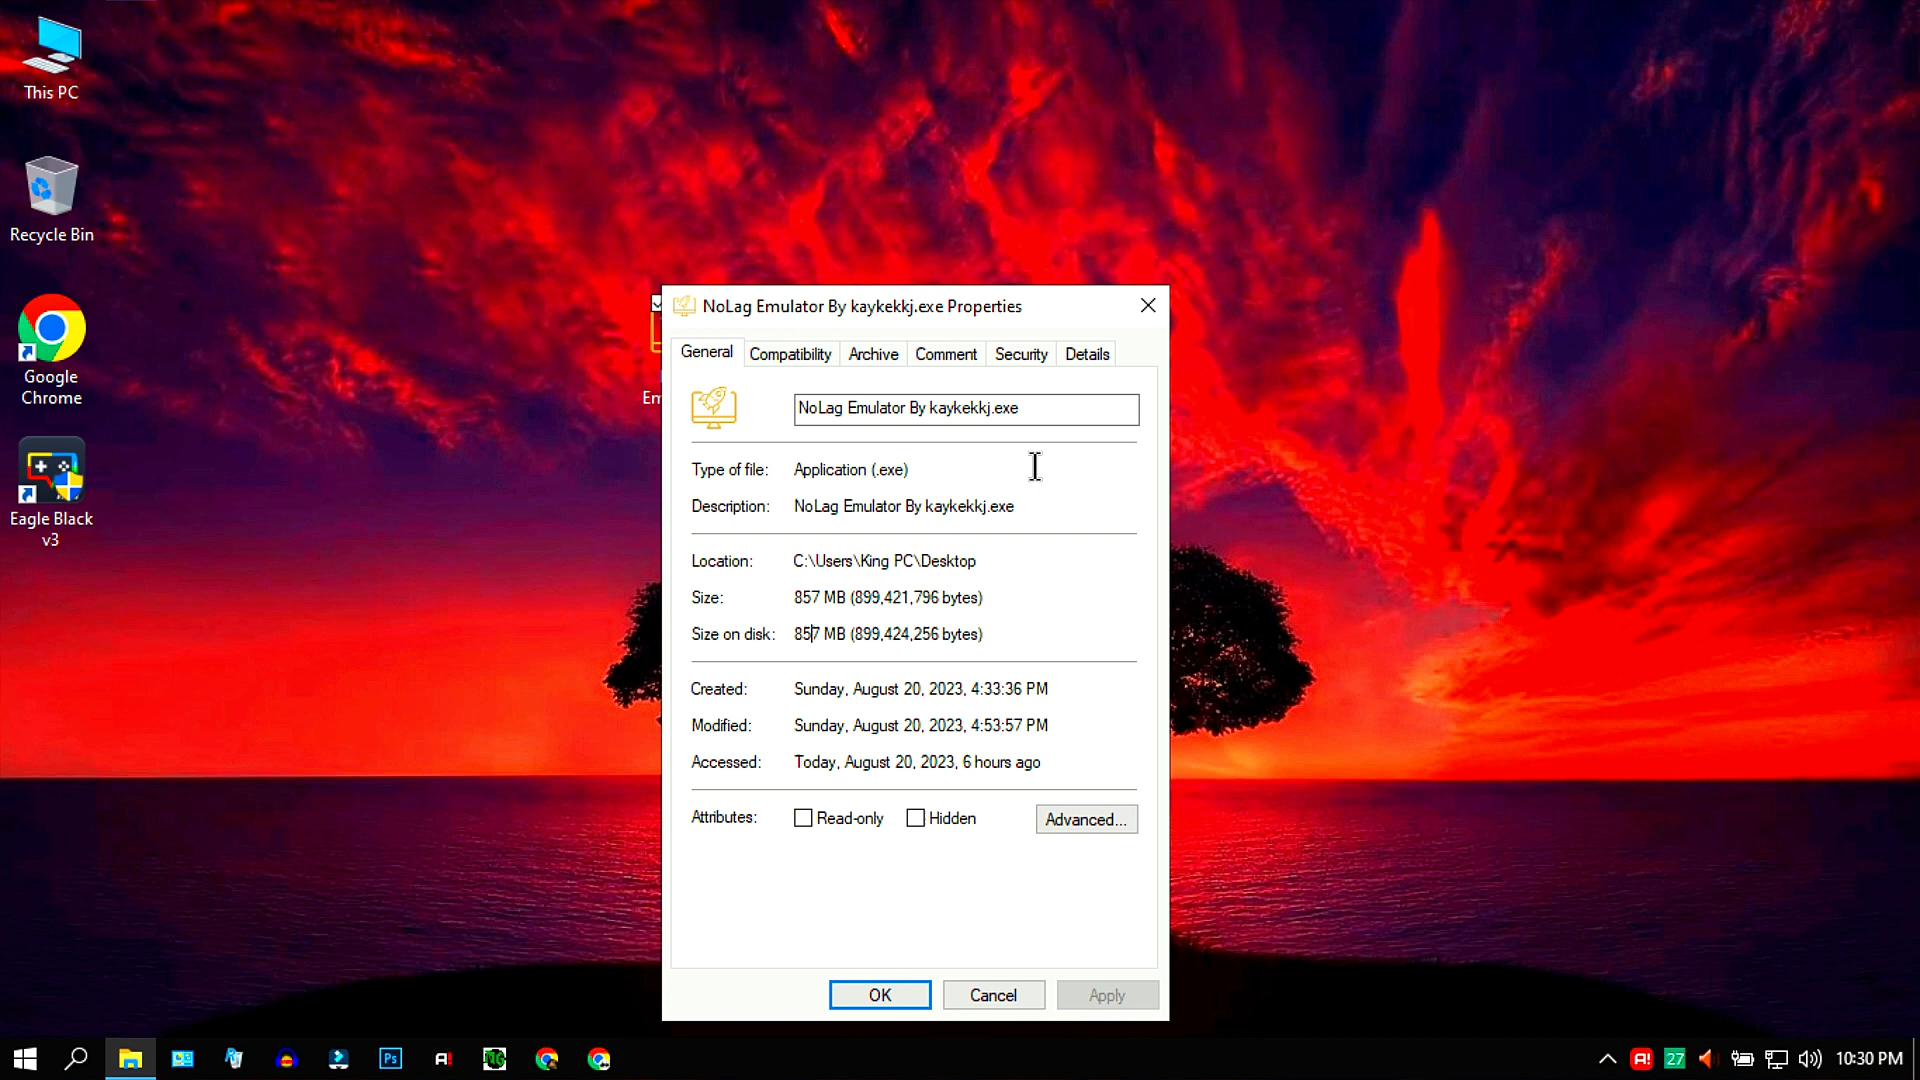 This PC
Recycle Bin
Google
Chrome
Eagle Black
v3
Em
NoLag Emulator By kaykekkj.exe Properties
General Compatibility Archive Comment Security Details
NoLag Emulator By kaykekkj.exe
Type of file: Application (.exe)
Description: NoLag Emulator By kaykekkj.exe
Location: C:\Users\King PC\Desktop
Size: 857 MB (899,421,796 bytes)
Size on disk: 857 MB (899,424,256 bytes)
Created: Sunday, August 20, 2023, 4:33:36 PM
Modified: Sunday, August 20, 2023, 4:53:57 PM
Accessed: Today, August 20, 2023, 6 hours ago
Attributes: Read-only Hidden Advanced...
OK Cancel Apply
Ps A! A! 27 10:30 PM